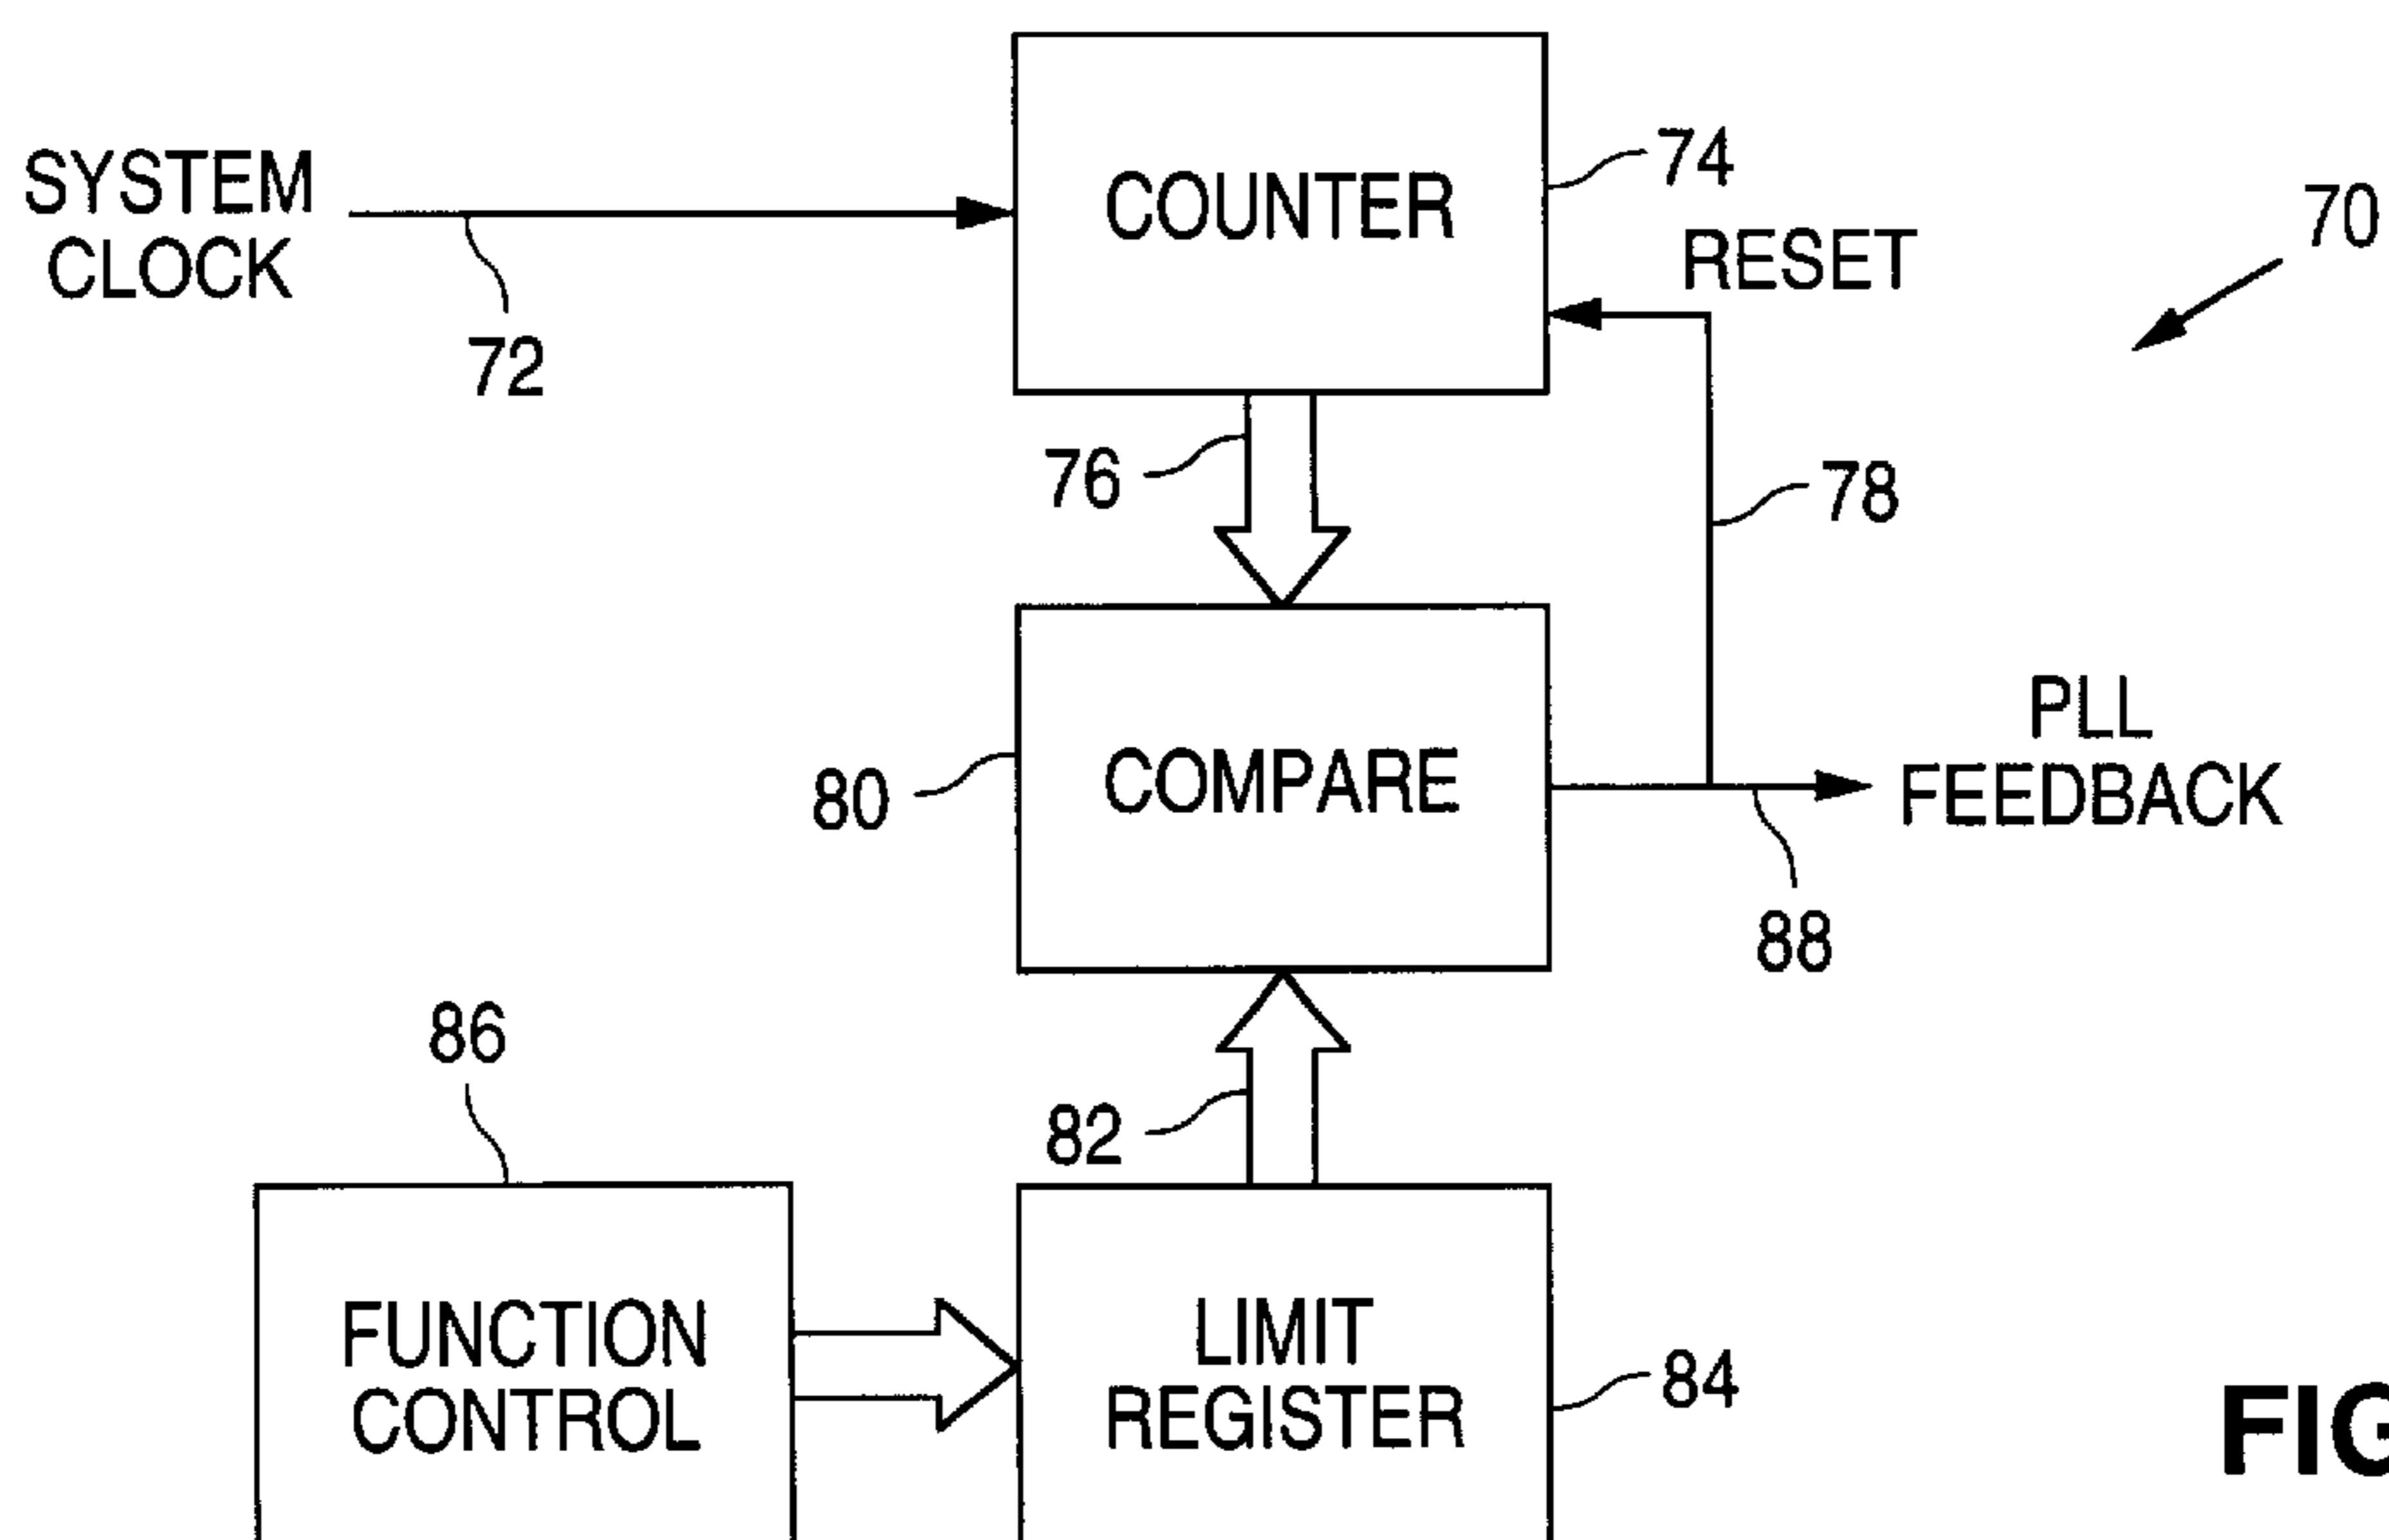 SYSTEM
CLOCK
72
COUNTER
74
RESET
70
76
78
80
COMPARE
PLL
FEEDBACK
88
86
82
FUNCTION
CONTROL
LIMIT
REGISTER
84
FIG